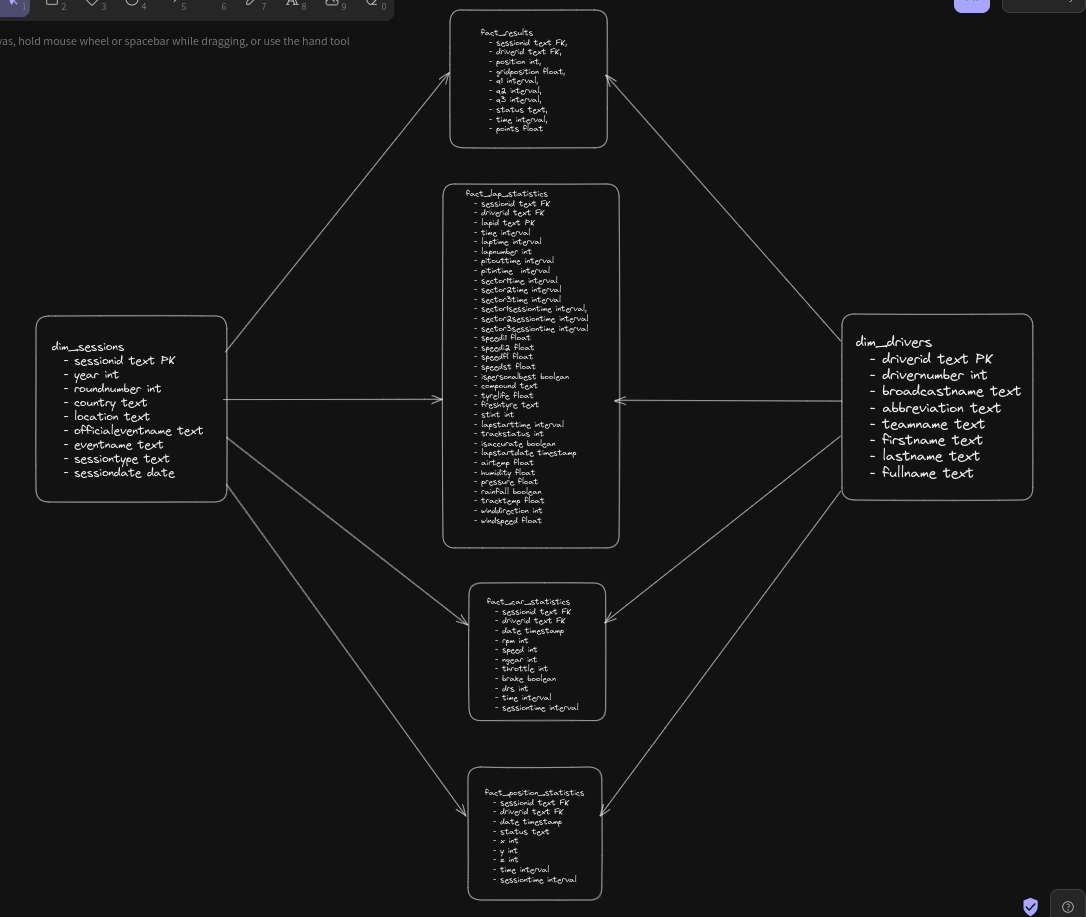 1 2 3 4 5 6 7 8 9 0
vas, hold mouse wheel or spacebar while dragging, or use the hand tool
fact_results
- sessionid text FK,
- driverid text FK,
- position int,
- gridposition float,
- q1 interval,
- q2 interval,
- q3 interval,
- status text,
- time interval,
- points float
fact_lap_statistics
- sessionid text FK
- driverid text FK
- lapid text PK
- time interval
- laptime interval
- lapnumber int
- pitouttime interval
- pitintime interval
- sector1time interval
- sector2time interval
- sector3time interval
- sector1sessiontime interval,
- sector2sessiontime interval
- sector3sessiontime interval
- speedi1 float
- speedi2 float
- speedfl float
- speedst float
- ispersonalbest boolean
- compound text
- tyrelife float
- freshtyre text
- stint int
- lapstarttime interval
- trackstatus int
- isaccurate boolean
- lapstartdate timestamp
- airtemp float
- humidity float
- pressure float
- rainfall boolean
- tracktemp float
- winddirection int
- windspeed float
dim_sessions
- sessionid text PK
- year int
- roundnumber int
- country text
- location text
- officialeventname text
- eventname text
- sessiontype text
- sessiondate date
dim_drivers
- driverid text PK
- drivernumber int
- broadcastname text
- abbreviation text
- teamname text
- firstname text
- lastname text
- fullname text
fact_car_statistics
- sessionid text FK
- driverid text FK
- date timestamp
- rpm int
- speed int
- ngear int
- throttle int
- brake boolean
- drs int
- time interval
- sessiontime interval
fact_position_statistics
- sessionid text FK
- driverid text FK
- date timestamp
- status text
- x int
- y int
- z int
- time interval
- sessiontime interval